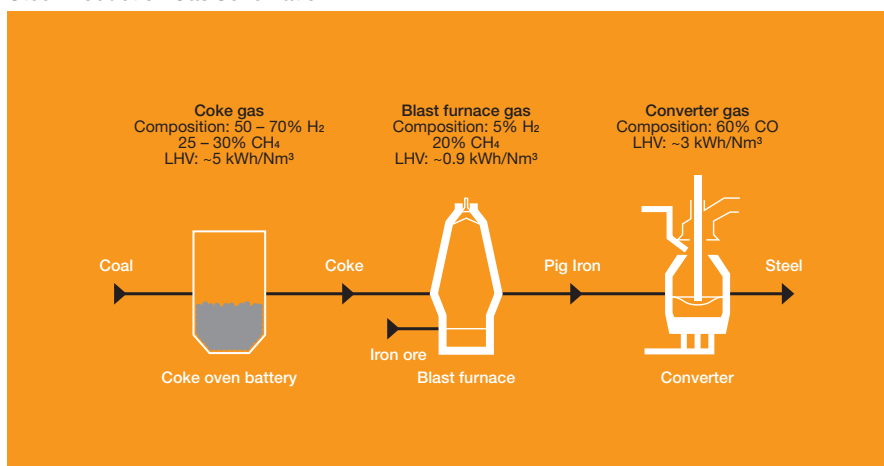 Coke gas
Composition: 50 – 70% H₂
25 – 30% CH₄
LHV: ~5 kWh/Nm³
Blast furnace gas
Composition: 5% H₂
20% CH₄
LHV: ~0.9 kWh/Nm³
Converter gas
Composition: 60% CO
LHV: ~3 kWh/Nm³
Coal
Coke
Pig Iron
Steel
Iron ore
Coke oven battery
Blast furnace
Converter